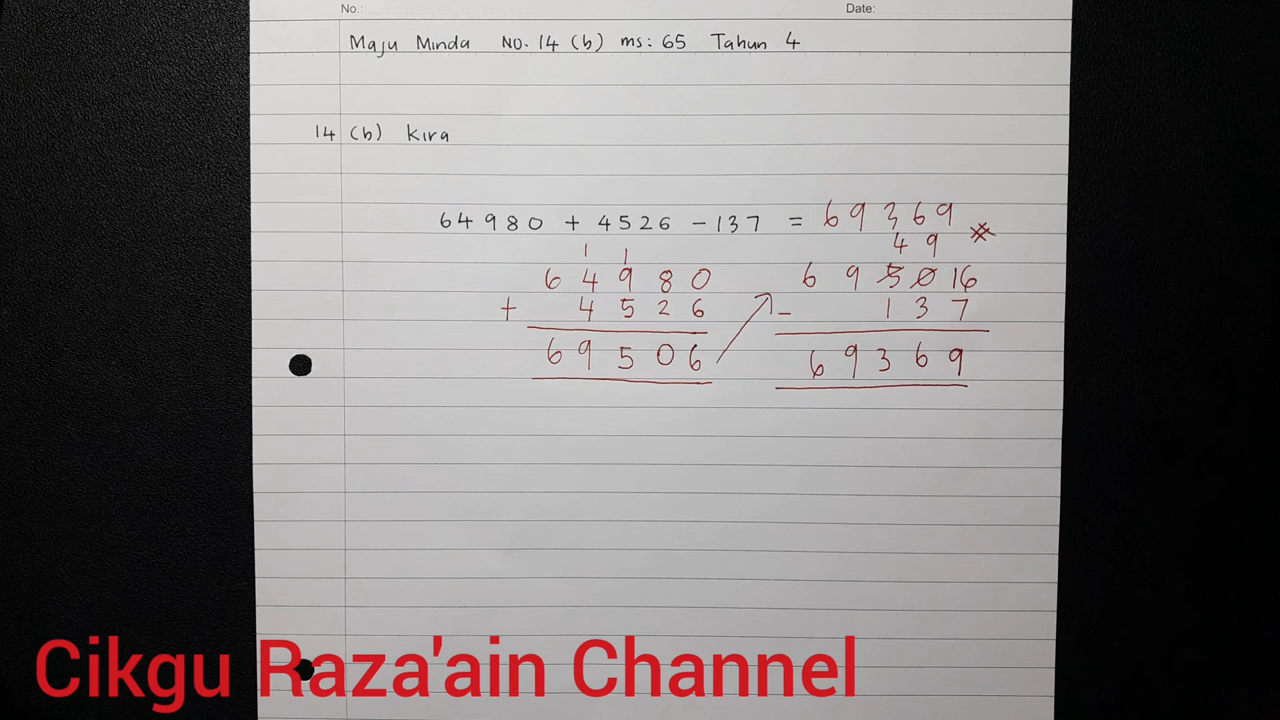 No.: Date:
Maju Minda No. 14 (b) ms: 65 Tahun 4
14 (b) Kira
64980 + 4526 - 137 = 69369
1 1 4 9
6 4 9 8 0 6 9 5 0 16
+ 4 5 2 6 - 1 3 7
6 9 5 0 6 6 9 3 6 9
Cikgu Raza'ain Channel